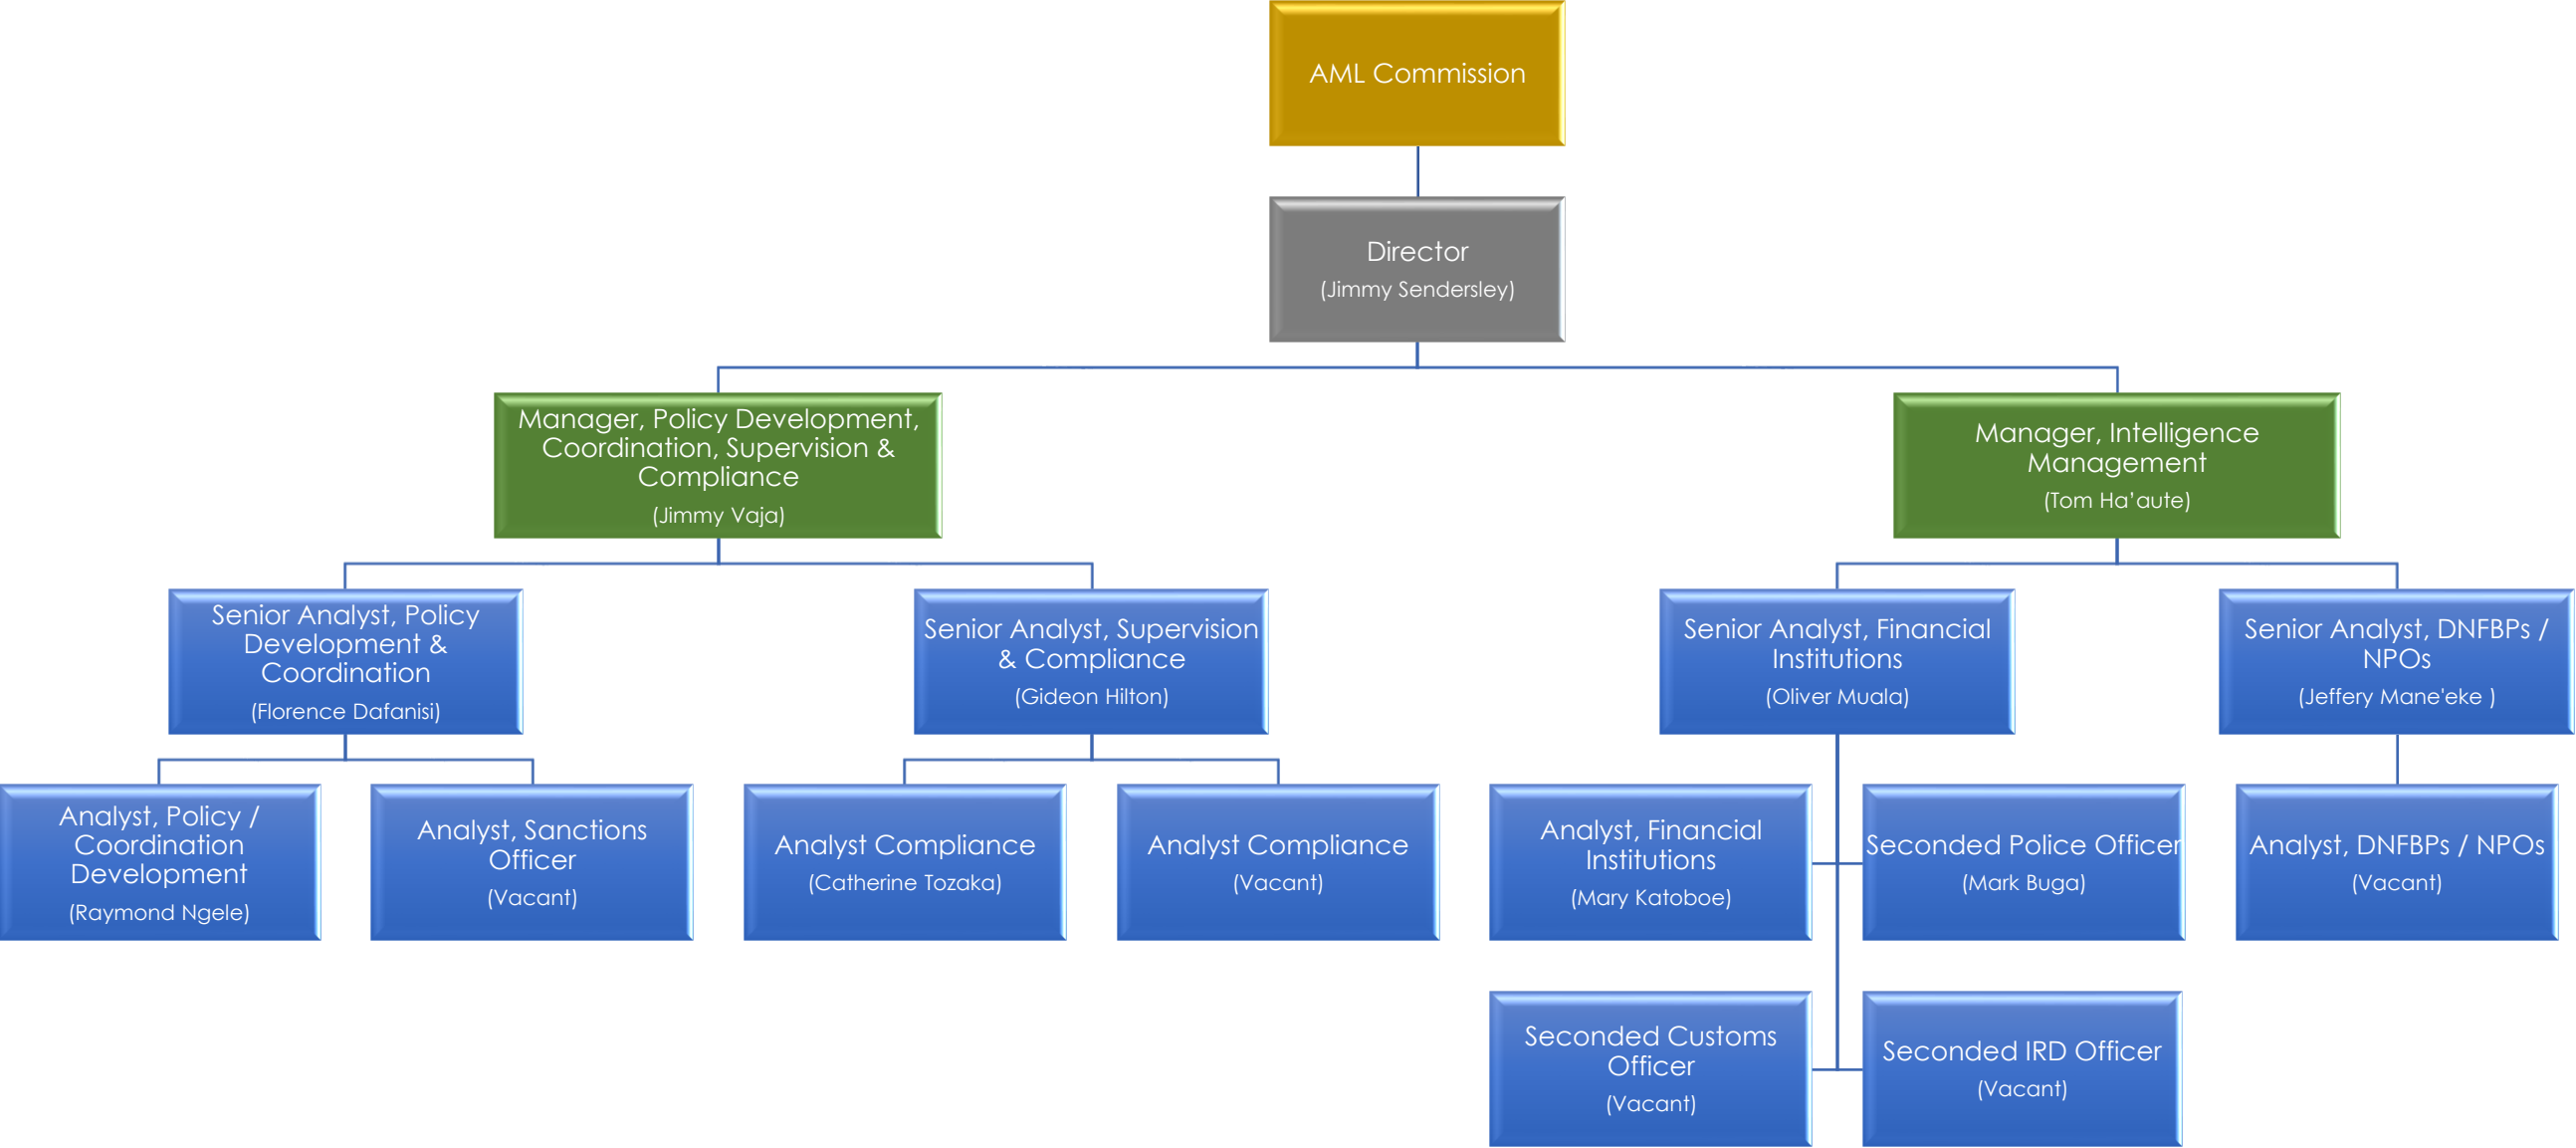 AML Commission
Director
(Jimmy Sendersley)
Manager, Policy Development,
Coordination, Supervision &
Compliance
(Jimmy Vaja)
Manager, Intelligence
Management
(Tom Ha’aute)
Senior Analyst, Policy
Development &
Coordination
(Florence Dafanisi)
Senior Analyst, Supervision
& Compliance
(Gideon Hilton)
Senior Analyst, Financial
Institutions
(Oliver Muala)
Senior Analyst, DNFBPs /
NPOs
(Jeffery Mane'eke )
Analyst, Policy /
Coordination
Development
(Raymond Ngele)
Analyst, Sanctions
Officer
(Vacant)
Analyst Compliance
(Catherine Tozaka)
Analyst Compliance
(Vacant)
Analyst, Financial
Institutions
(Mary Katoboe)
Seconded Police Officer
(Mark Buga)
Analyst, DNFBPs / NPOs
(Vacant)
Seconded Customs
Officer
(Vacant)
Seconded IRD Officer
(Vacant)